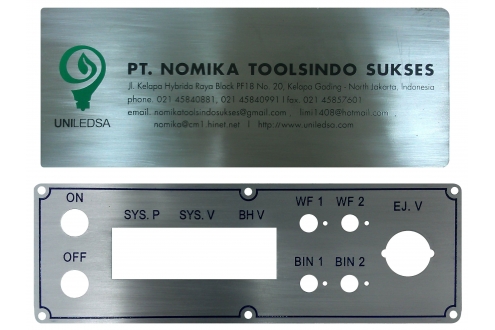 PT. NOMIKA TOOLSINDO SUKSES
Jl. Kelapa Hybrida Raya Block PF18 No. 20, Kelapa Gading - North Jakarta, Indonesia
phone. 021 45840881, 021 45840991 fax. 021 45857601
email. nomikatoolsindosukses@gmail.com , limi1408@hotmail.com ,
nomika@cm1.hinet.net | http://www.uniledsa.com
UNILEDSA
ON
SYS. P SYS. V BH V
WF 1 WF 2
EJ. V
OFF
BIN 1 BIN 2